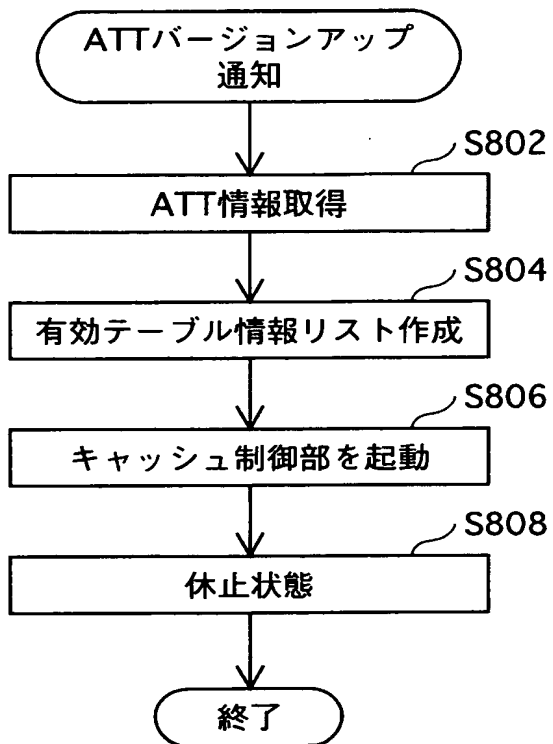 ATTバージョンアップ
通知
S802
ATT情報取得
S804
有効テーブル情報リスト作成
S806
キャッシュ制御部を起動
S808
休止状態
終了